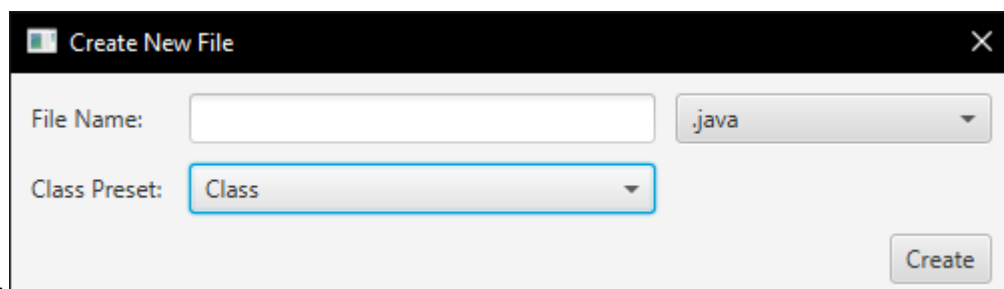 Create New File
File Name: .java
Class Preset: Class
Create